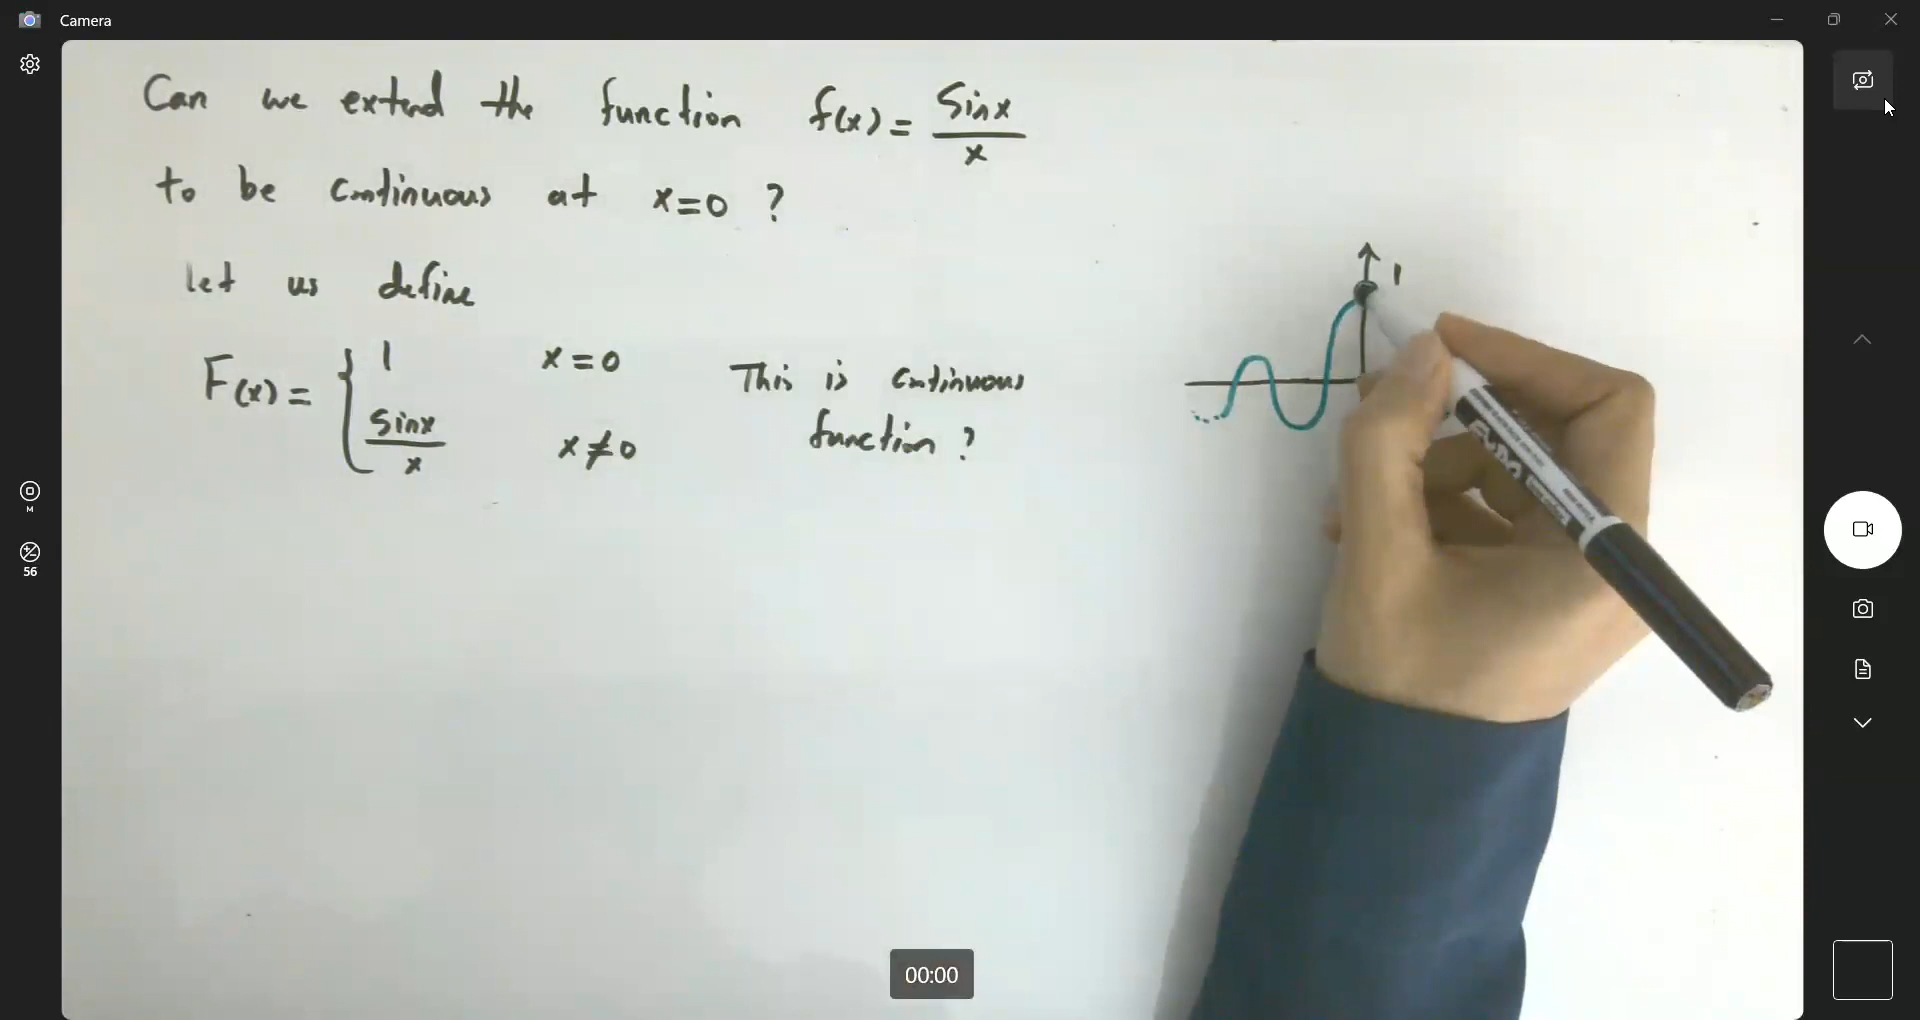 Camera
Can we extend the function f(x) = sinx / x
to be continuous at x=0 ?
let us define
F(x) = { 1 x = 0
sinx / x x ≠ 0
This is continuous
function ?
1
EXPO
M
56
00:00